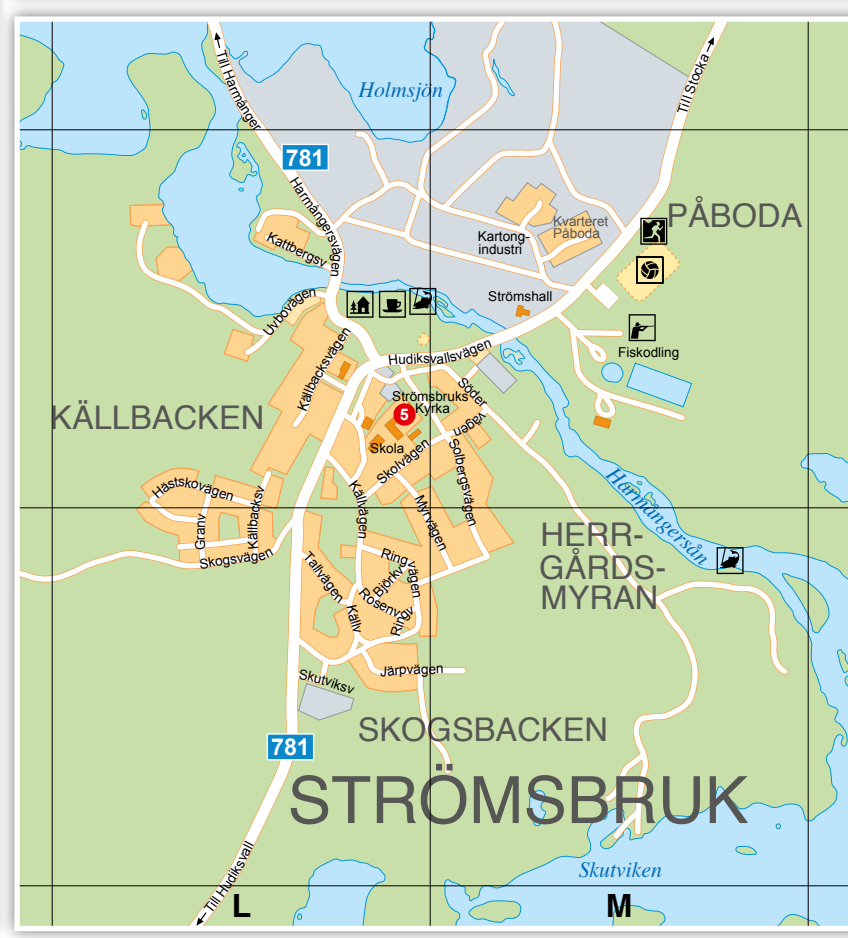 Till Harmånger
Holmsjön
Till Stocka
781
Harmångersvägen
PÅBODA
Kvarteret
Påboda
Kartong-
industri
Kattbergsv
Strömshall
Uvbovägen
Fiskodling
Hudiksvallsvägen
Källbacksvägen
Söder
vägen
Strömsbruks
Kyrka
5
KÄLLBACKEN
Skola
Skolvägen
Solbergsvägen
Hästskovägen
Granv
Källbacksv
Skogsvägen
Källvägen
Myrvägen
Harmångersån
HERR-
GÅRDS-
MYRAN
Tallvägen
Ring
vägen
Björkv
Rosenv
Källv
Ringv
Järpvägen
Skutviksv
SKOGSBACKEN
781
STRÖMSBRUK
Skutviken
Till Hudiksvall
L
M